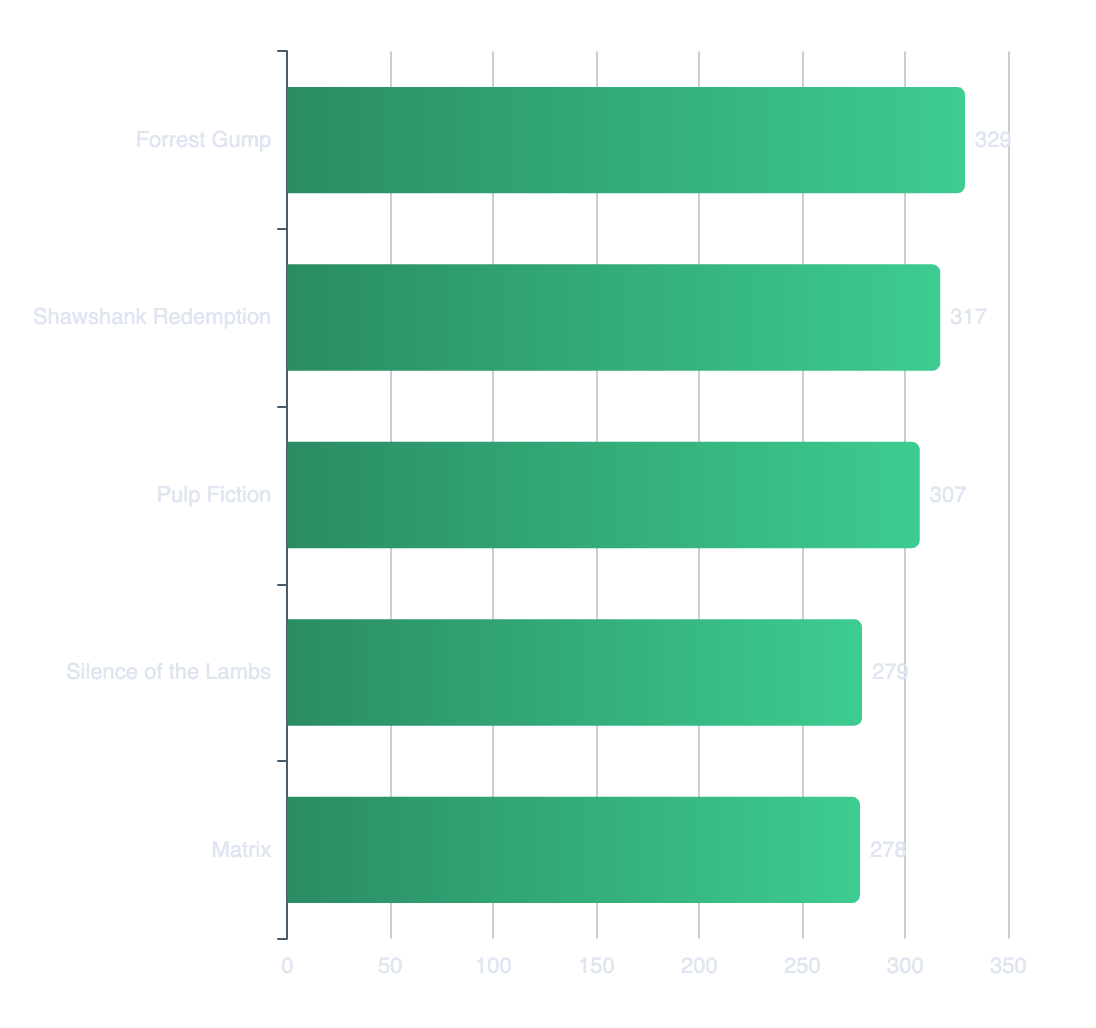 Forrest Gump 329
Shawshank Redemption 317
Pulp Fiction 307
Silence of the Lambs 279
Matrix 278
0 50 100 150 200 250 300 350